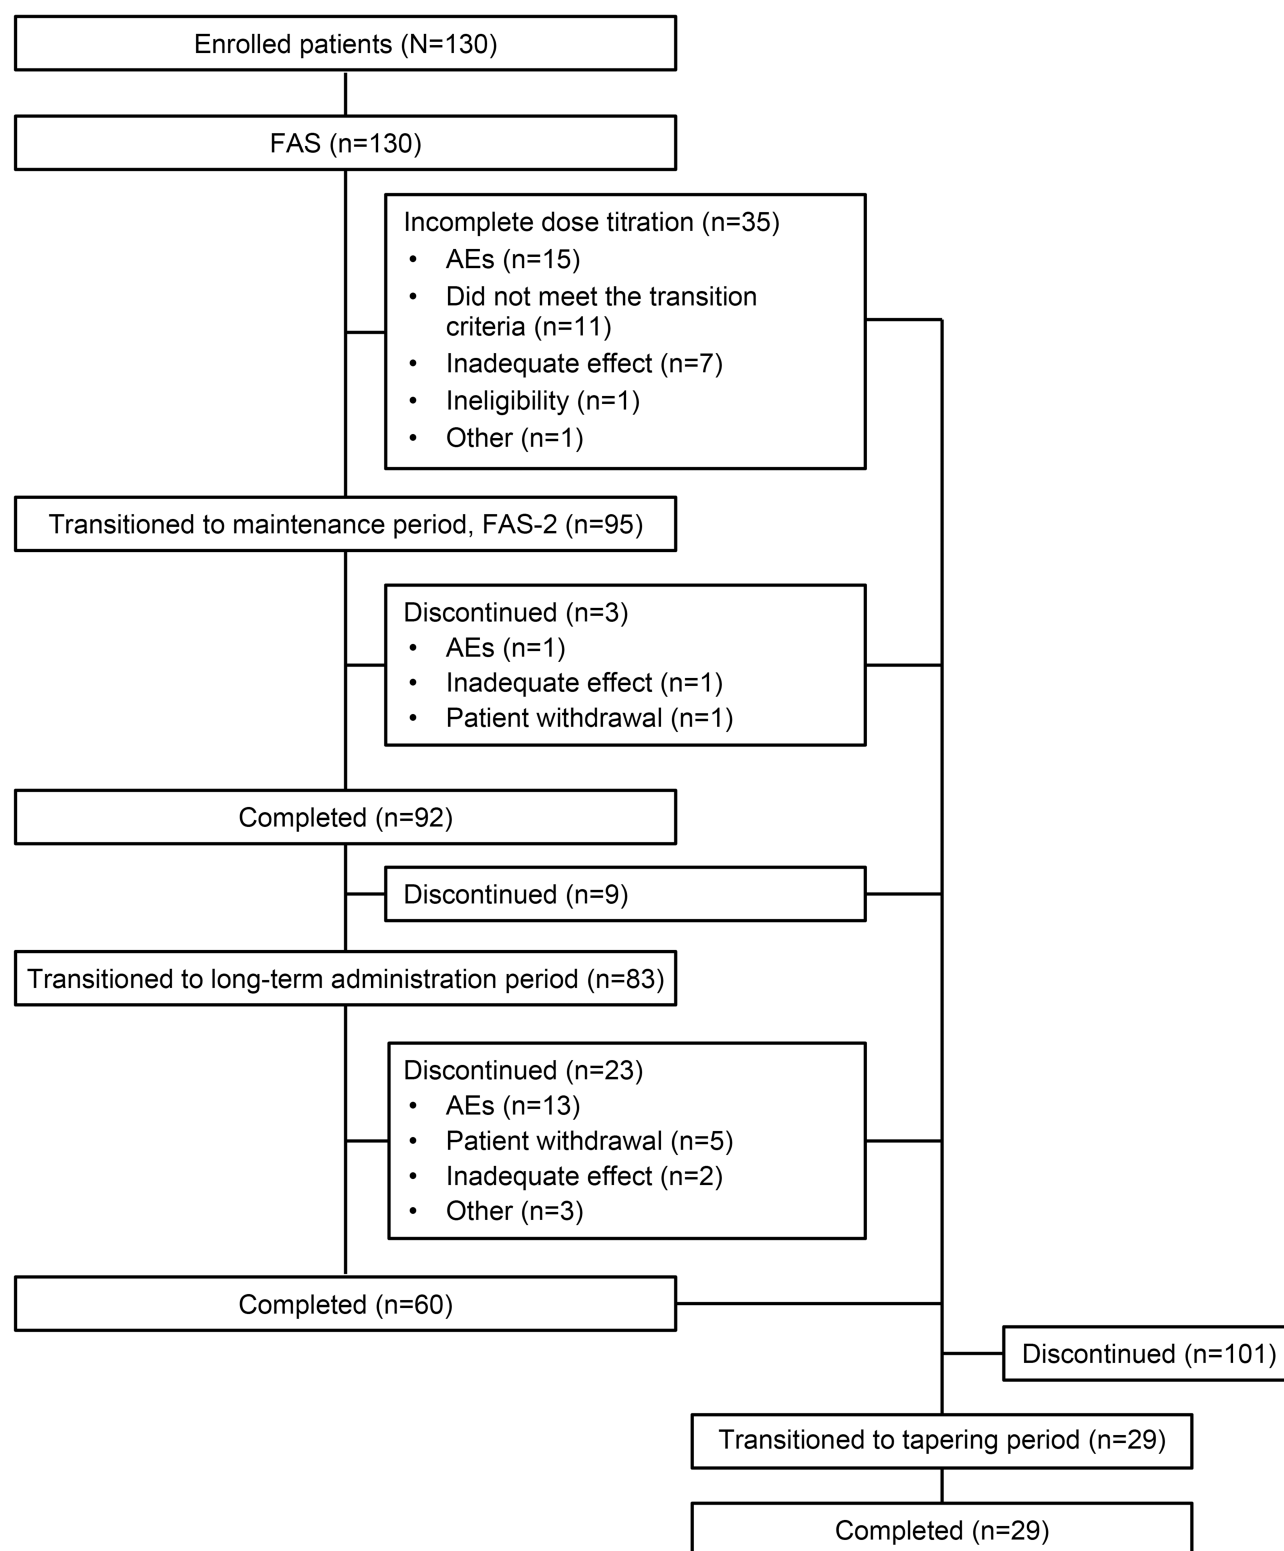 Enrolled patients (N=130)
FAS (n=130)
Incomplete dose titration (n=35)
• AEs (n=15)
• Did not meet the transition
criteria (n=11)
• Inadequate effect (n=7)
• Ineligibility (n=1)
• Other (n=1)
Transitioned to maintenance period, FAS-2 (n=95)
Discontinued (n=3)
• AEs (n=1)
• Inadequate effect (n=1)
• Patient withdrawal (n=1)
Completed (n=92)
Discontinued (n=9)
Transitioned to long-term administration period (n=83)
Discontinued (n=23)
• AEs (n=13)
• Patient withdrawal (n=5)
• Inadequate effect (n=2)
• Other (n=3)
Completed (n=60)
Discontinued (n=101)
Transitioned to tapering period (n=29)
Completed (n=29)